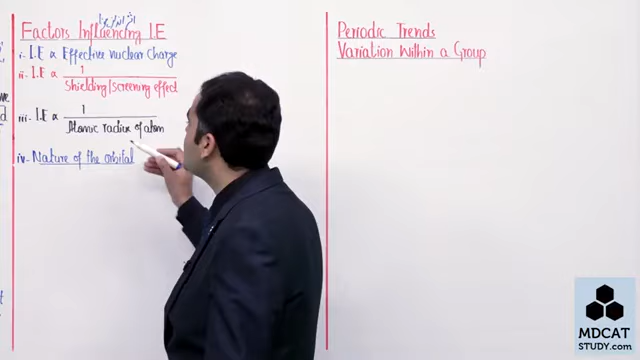 Factors Influencing I.E
i- I.E ∝ Effective nuclear charge
ii- I.E ∝ 1
Shielding/screening effect
iii- I.E ∝ 1
Atomic radius of atom
iv- Nature of the orbital
Periodic Trends
Variation Within a Group
MDCAT
STUDY.com